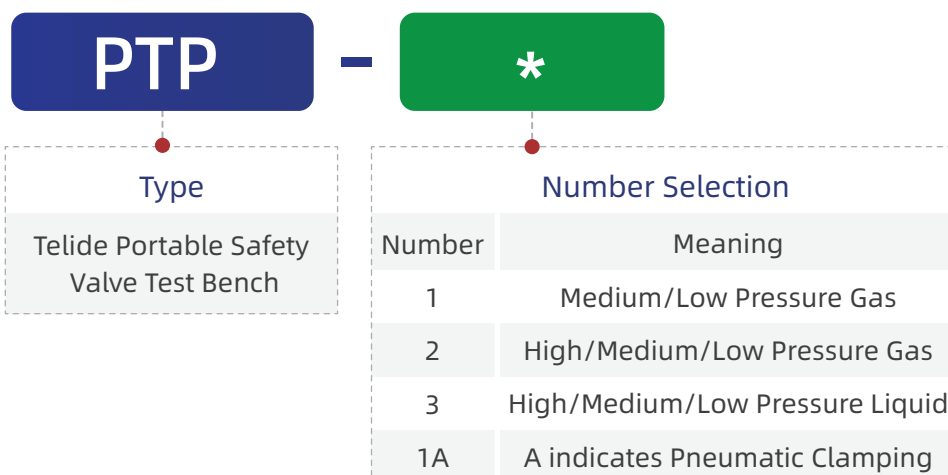 PTP - *
Type
Telide Portable Safety
Valve Test Bench
Number Selection
Number Meaning
1 Medium/Low Pressure Gas
2 High/Medium/Low Pressure Gas
3 High/Medium/Low Pressure Liquid
1A A indicates Pneumatic Clamping